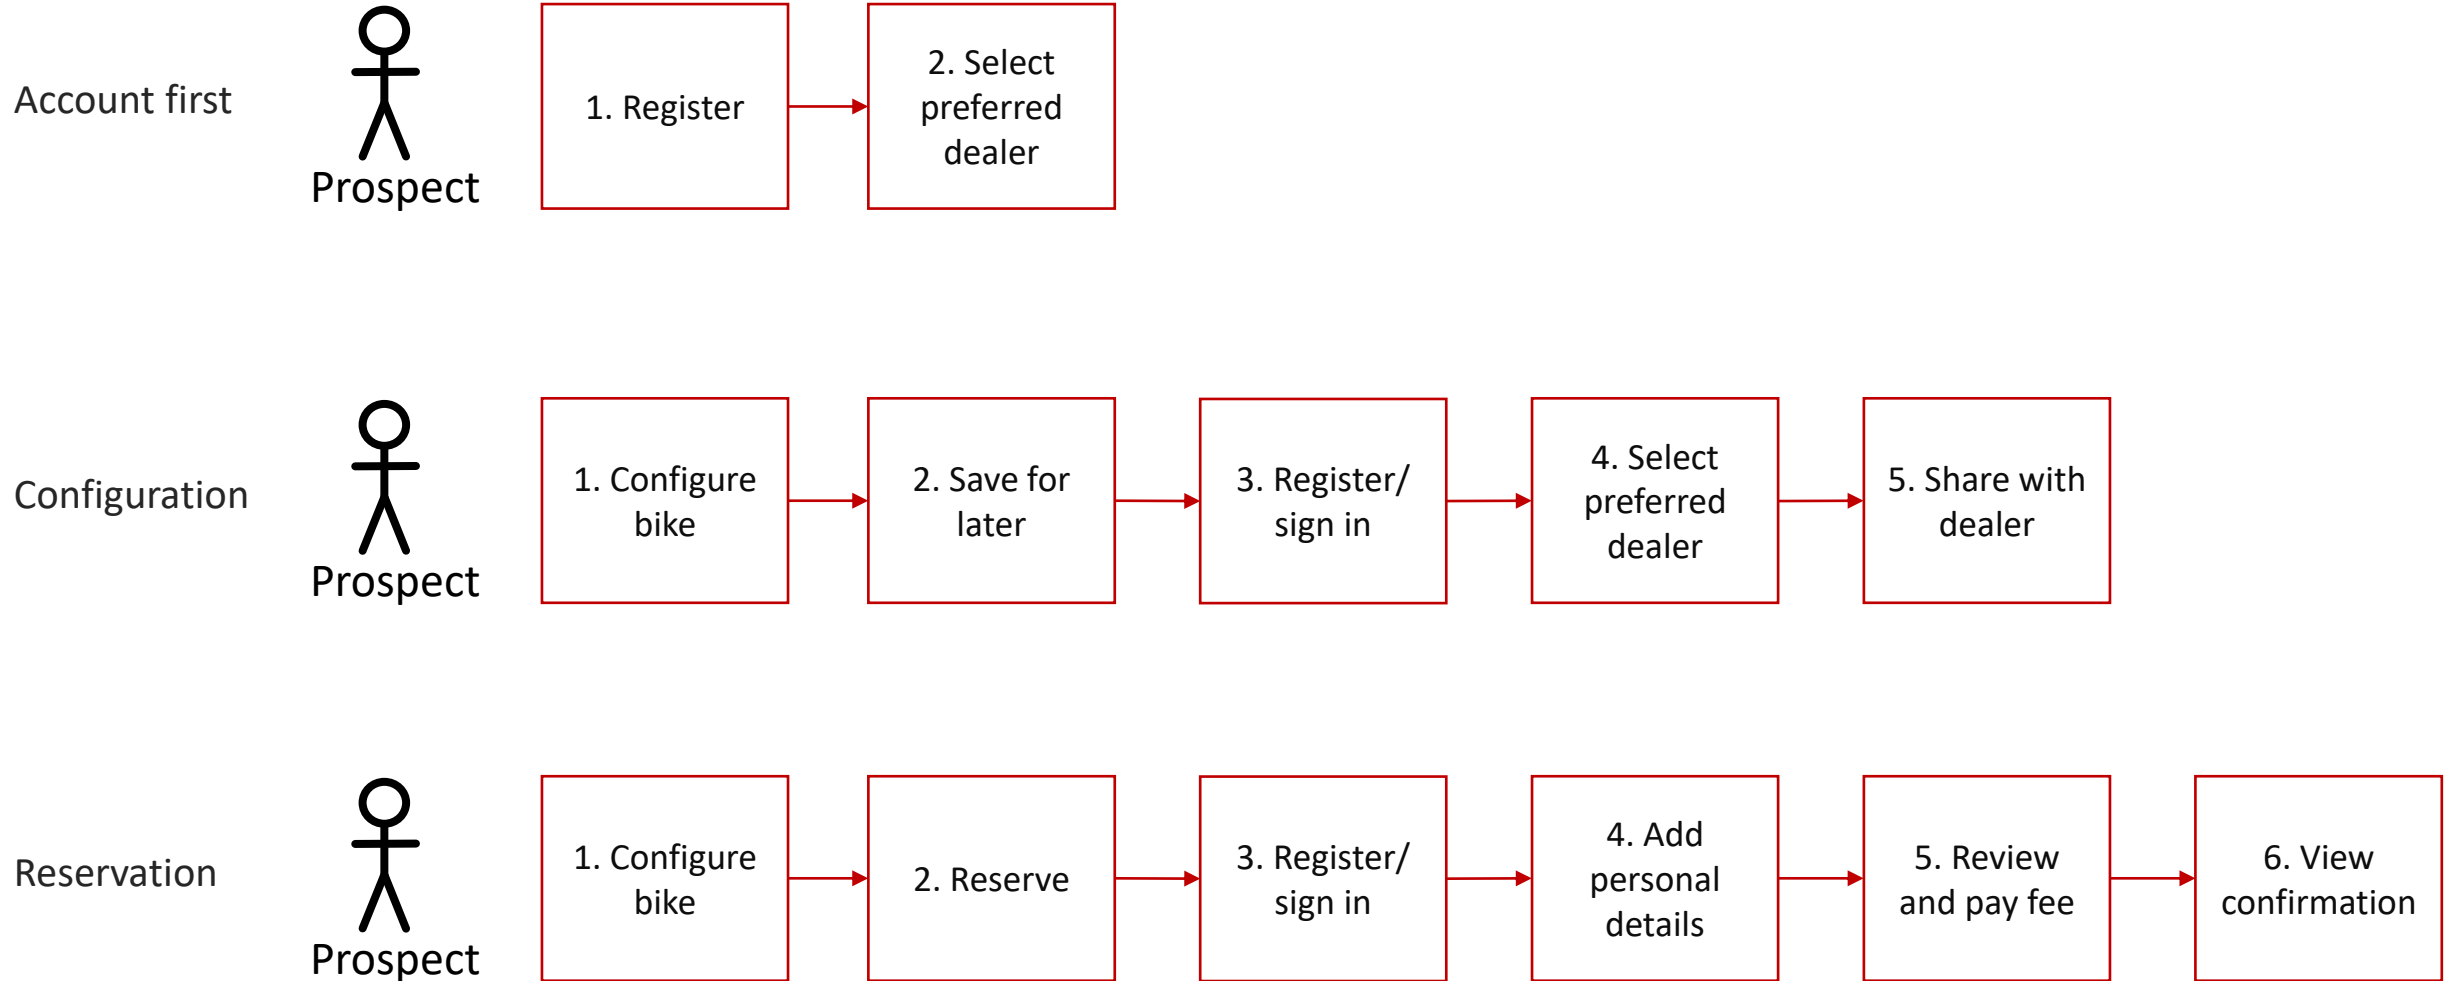 Account first
Prospect
1. Register
2. Select
preferred
dealer
Configuration
Prospect
1. Configure
bike
2. Save for
later
3. Register/
sign in
4. Select
preferred
dealer
5. Share with
dealer
Reservation
Prospect
1. Configure
bike
2. Reserve
3. Register/
sign in
4. Add
personal
details
5. Review
and pay fee
6. View
confirmation